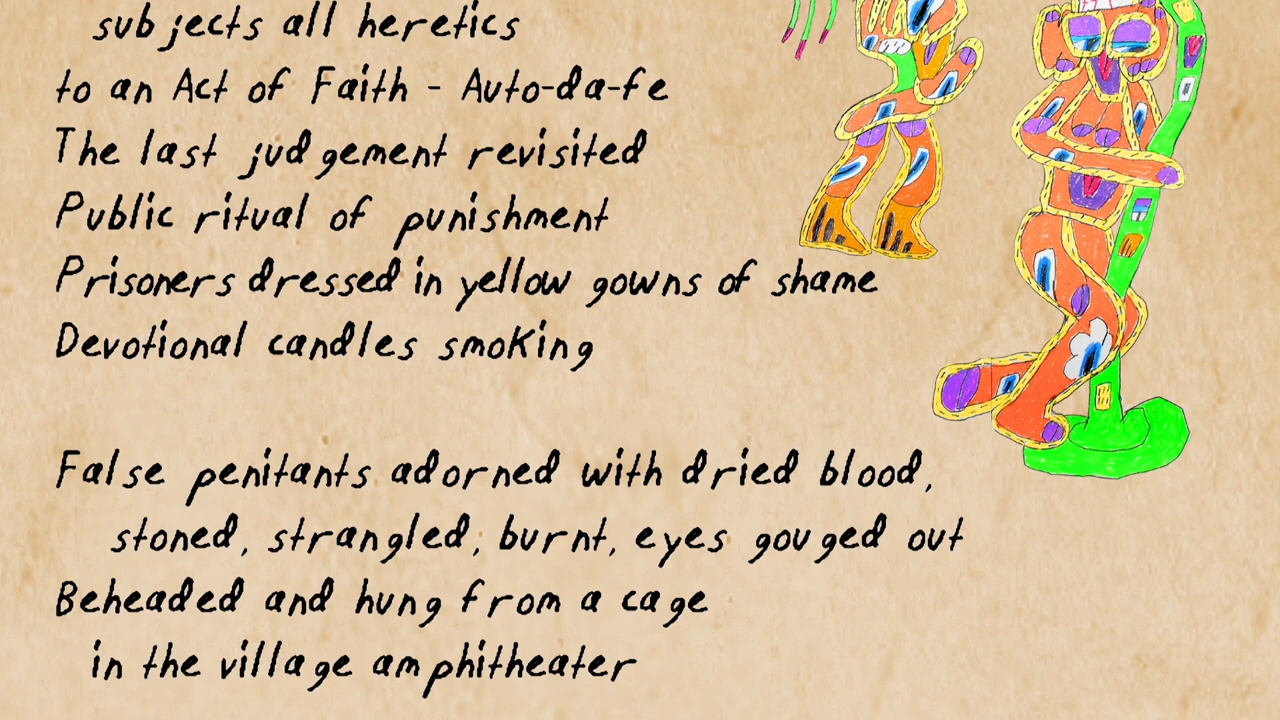 subjects all heretics
to an Act of Faith - Auto-da-fe
The last judgement revisited
Public ritual of punishment
Prisoners dressed in yellow gowns of shame
Devotional candles smoking
False penitants adorned with dried blood,
stoned, strangled, burnt, eyes gouged out
Beheaded and hung from a cage
in the village amphitheater